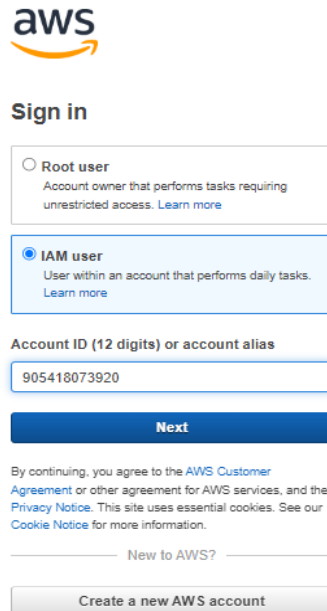 aws
Sign in
Root user
Account owner that performs tasks requiring
unrestricted access. Learn more
IAM user
User within an account that performs daily tasks.
Learn more
Account ID (12 digits) or account alias
905418073920
Next
By continuing, you agree to the AWS Customer
Agreement or other agreement for AWS services, and the
Privacy Notice. This site uses essential cookies. See our
Cookie Notice for more information.
New to AWS?
Create a new AWS account